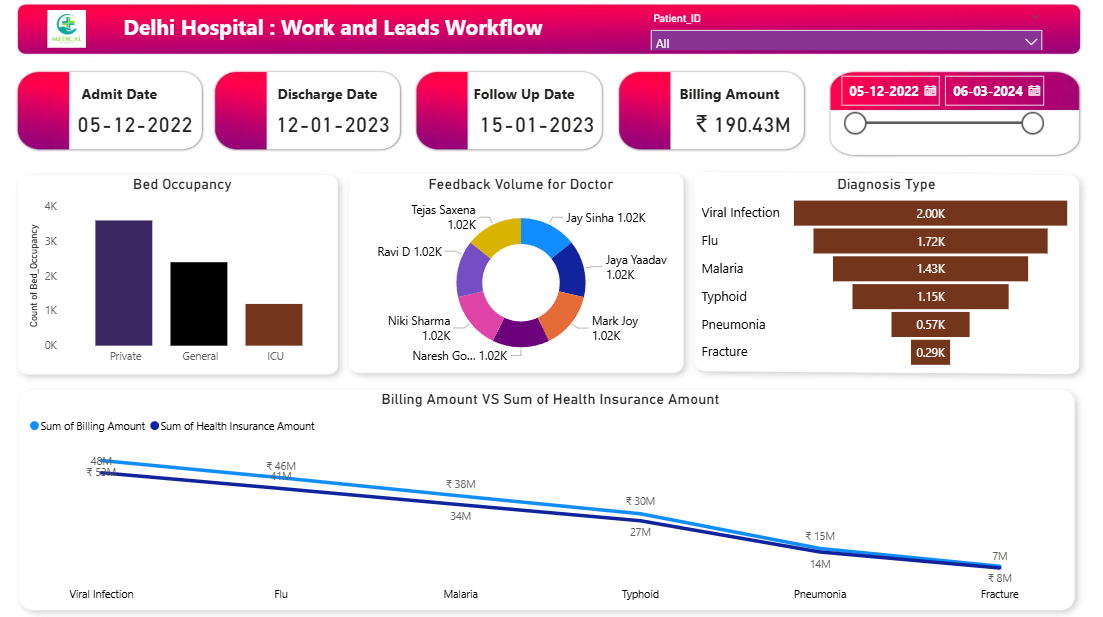 MEDICAL
Delhi Hospital : Work and Leads Workflow
Patient_ID
All
Admit Date
05-12-2022
Discharge Date
12-01-2023
Follow Up Date
15-01-2023
Billing Amount
₹ 190.43M
05-12-2022
06-03-2024
Bed Occupancy
Count of Bed_Occupancy
4K
3K
2K
1K
0K
Private
General
ICU
Feedback Volume for Doctor
Jay Sinha 1.02K
Jaya Yaadav
1.02K
Mark Joy
1.02K
Naresh Go... 1.02K
Niki Sharma
1.02K
Ravi D 1.02K
Tejas Saxena
1.02K
Diagnosis Type
Viral Infection 2.00K
Flu 1.72K
Malaria 1.43K
Typhoid 1.15K
Pneumonia 0.57K
Fracture 0.29K
Billing Amount VS Sum of Health Insurance Amount
Sum of Billing Amount Sum of Health Insurance Amount
48M
₹ 53M
₹ 46M
41M
₹ 38M
34M
₹ 30M
27M
₹ 15M
14M
7M
₹ 8M
Viral Infection
Flu
Malaria
Typhoid
Pneumonia
Fracture